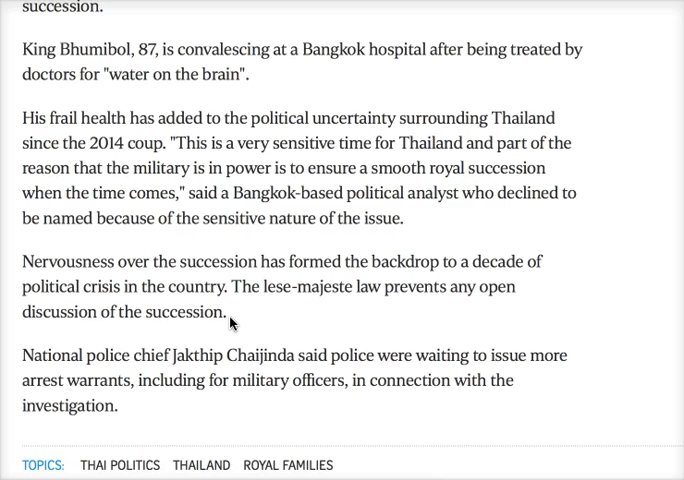 succession.
King Bhumibol, 87, is convalescing at a Bangkok hospital after being treated by
doctors for "water on the brain".
His frail health has added to the political uncertainty surrounding Thailand
since the 2014 coup. "This is a very sensitive time for Thailand and part of the
reason that the military is in power is to ensure a smooth royal succession
when the time comes," said a Bangkok-based political analyst who declined to
be named because of the sensitive nature of the issue.
Nervousness over the succession has formed the backdrop to a decade of
political crisis in the country. The lese-majeste law prevents any open
discussion of the succession.
National police chief Jakthip Chaijinda said police were waiting to issue more
arrest warrants, including for military officers, in connection with the
investigation.
TOPICS: THAI POLITICS THAILAND ROYAL FAMILIES